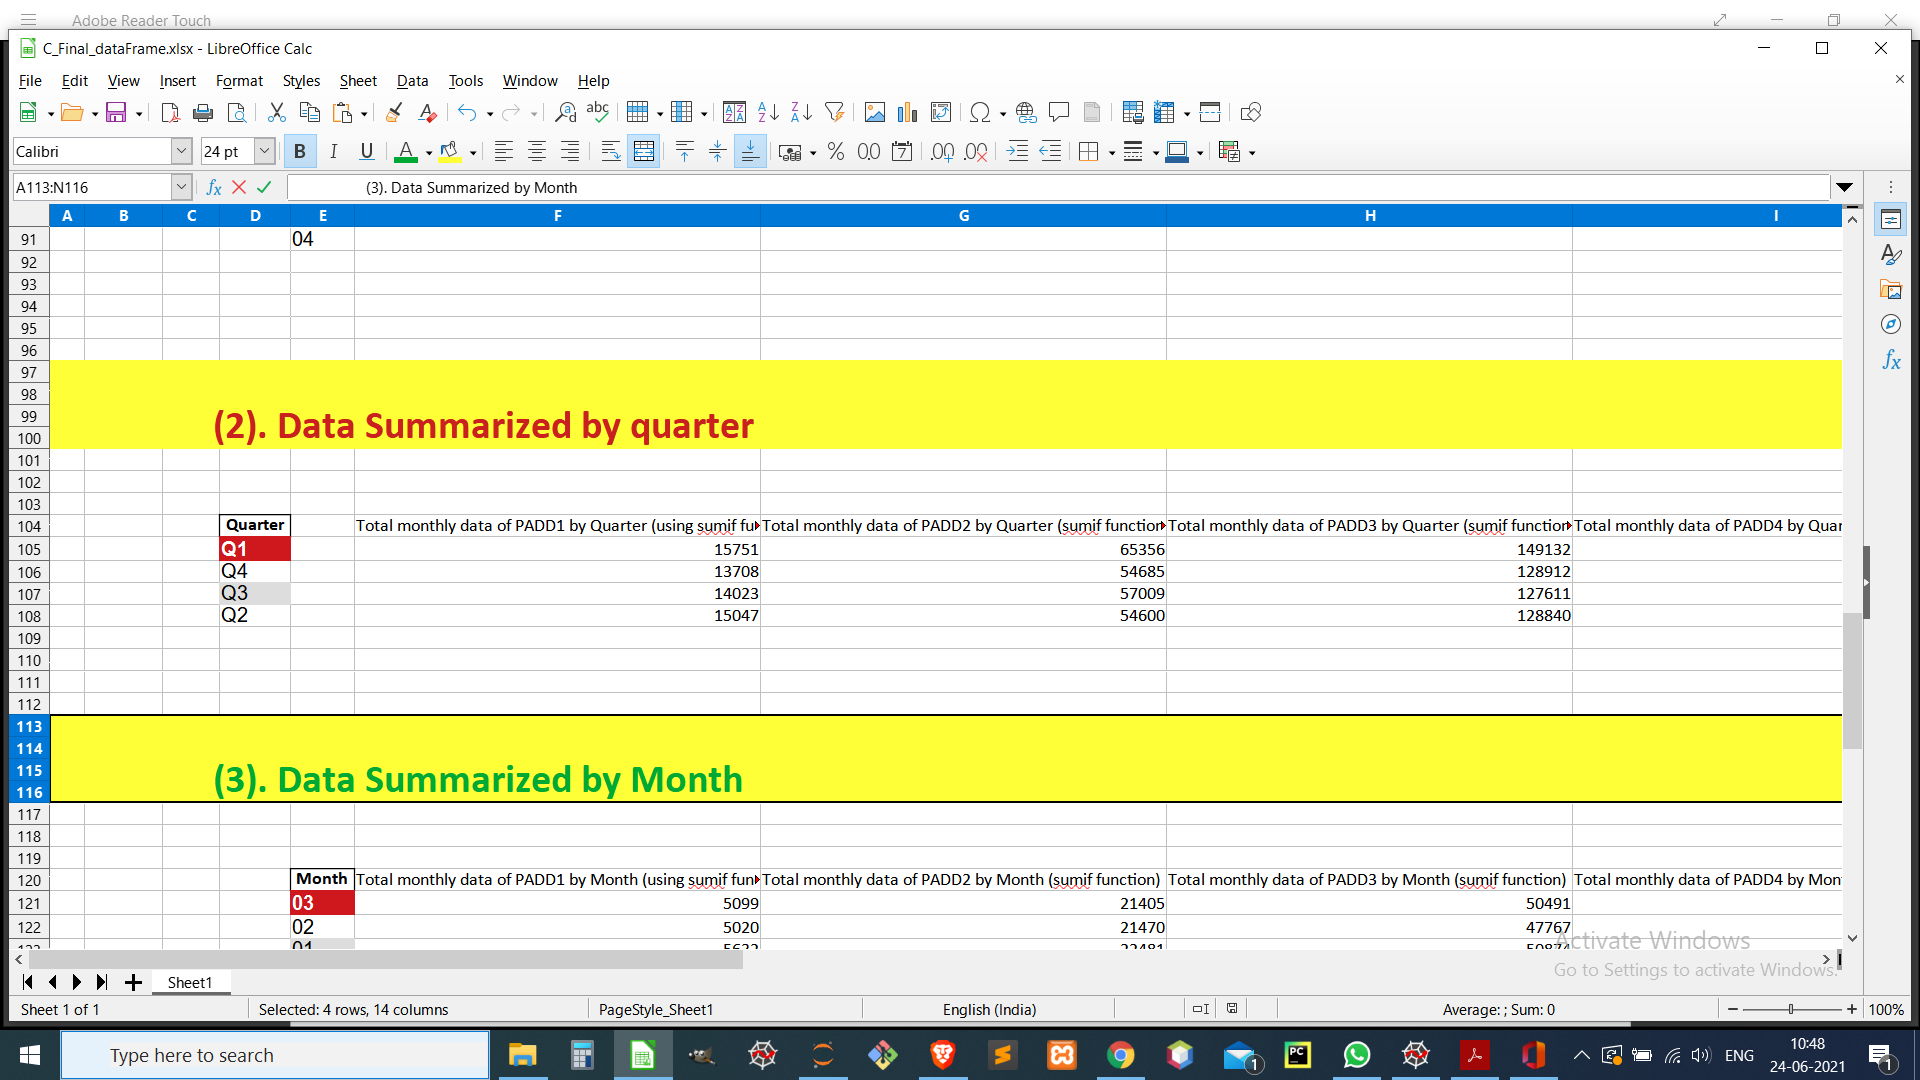 Adobe Reader Touch
C_Final_dataFrame.xlsx - LibreOffice Calc
File Edit View Insert Format Styles Sheet Data Tools Window Help
Calibri 24 pt
A113:N116 (3). Data Summarized by Month
A B C D E F G H I
91 04
92
93
94
95
96
97
98
99
100
(2). Data Summarized by quarter
101
102
103
104 Quarter Total monthly data of PADD1 by Quarter (using sumif fu Total monthly data of PADD2 by Quarter (sumif function Total monthly data of PADD3 by Quarter (sumif function Total monthly data of PADD4 by Quar
105 Q1 15751 65356 149132
106 Q4 13708 54685 128912
107 Q3 14023 57009 127611
108 Q2 15047 54600 128840
109
110
111
112
113
114
115
116
(3). Data Summarized by Month
117
118
119
120 Month Total monthly data of PADD1 by Month (using sumif fun Total monthly data of PADD2 by Month (sumif function) Total monthly data of PADD3 by Month (sumif function) Total monthly data of PADD4 by Mon
121 03 5099 21405 50491
122 02 5020 21470 47767
Activate Windows
Go to Settings to activate Windows.
Sheet1
Sheet 1 of 1 Selected: 4 rows, 14 columns PageStyle_Sheet1 English (India) Average: ; Sum: 0 100%
Type here to search ENG 10:48
24-06-2021